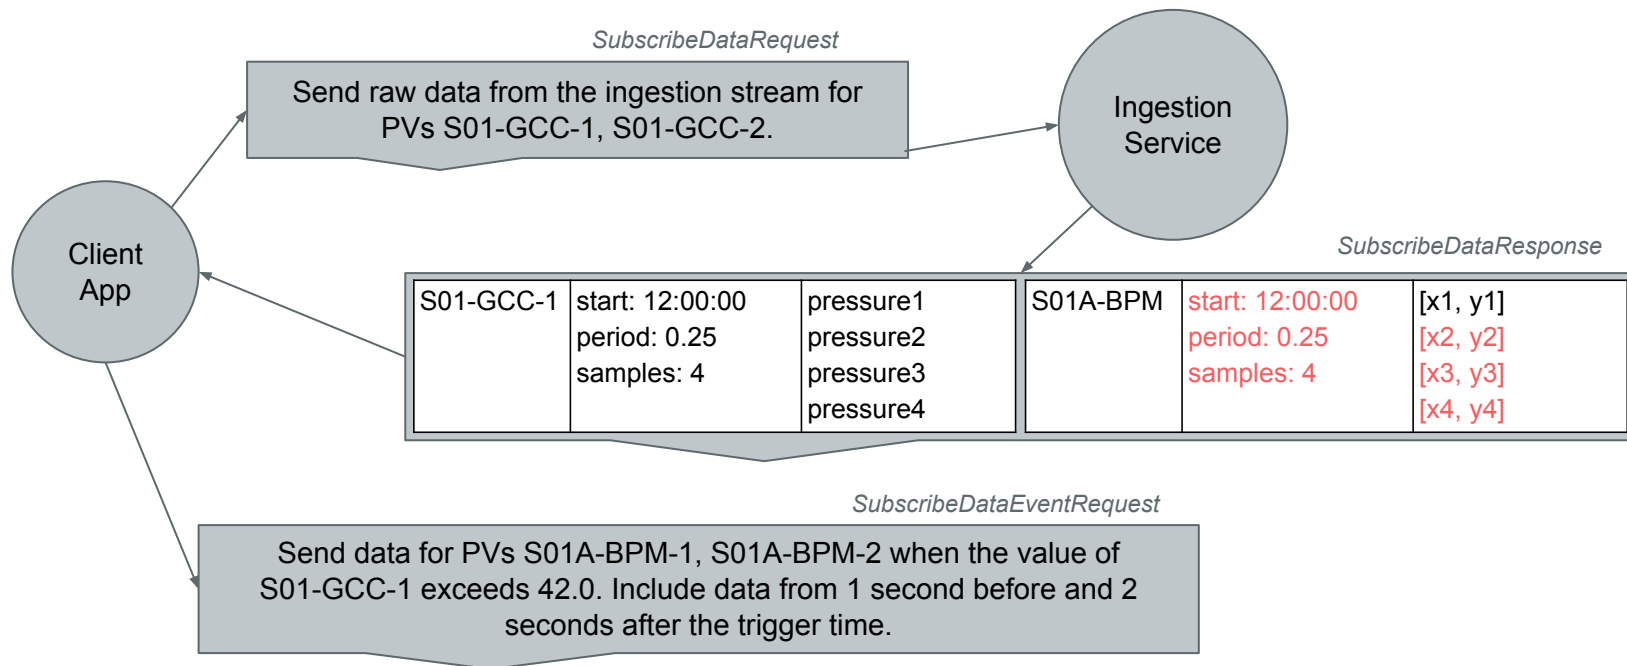 SubscribeDataRequest
Send raw data from the ingestion stream for
PVs S01-GCC-1, S01-GCC-2.
Ingestion
Service
Client
App
SubscribeDataResponse
S01-GCC-1
start: 12:00:00
period: 0.25
samples: 4
pressure1
pressure2
pressure3
pressure4
S01A-BPM
start: 12:00:00
period: 0.25
samples: 4
[x1, y1]
[x2, y2]
[x3, y3]
[x4, y4]
SubscribeDataEventRequest
Send data for PVs S01A-BPM-1, S01A-BPM-2 when the value of
S01-GCC-1 exceeds 42.0. Include data from 1 second before and 2
seconds after the trigger time.